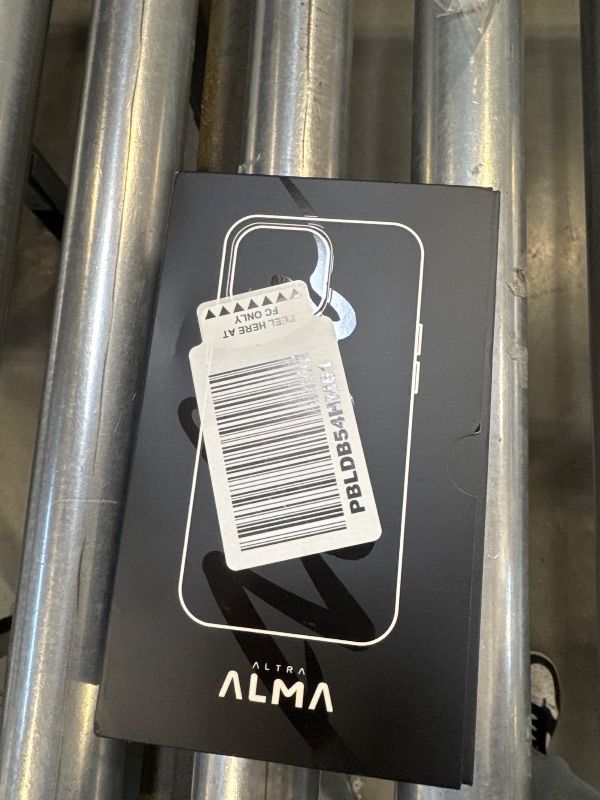 PEEL HERE AT
FC ONLY
ALTRA
ALMA